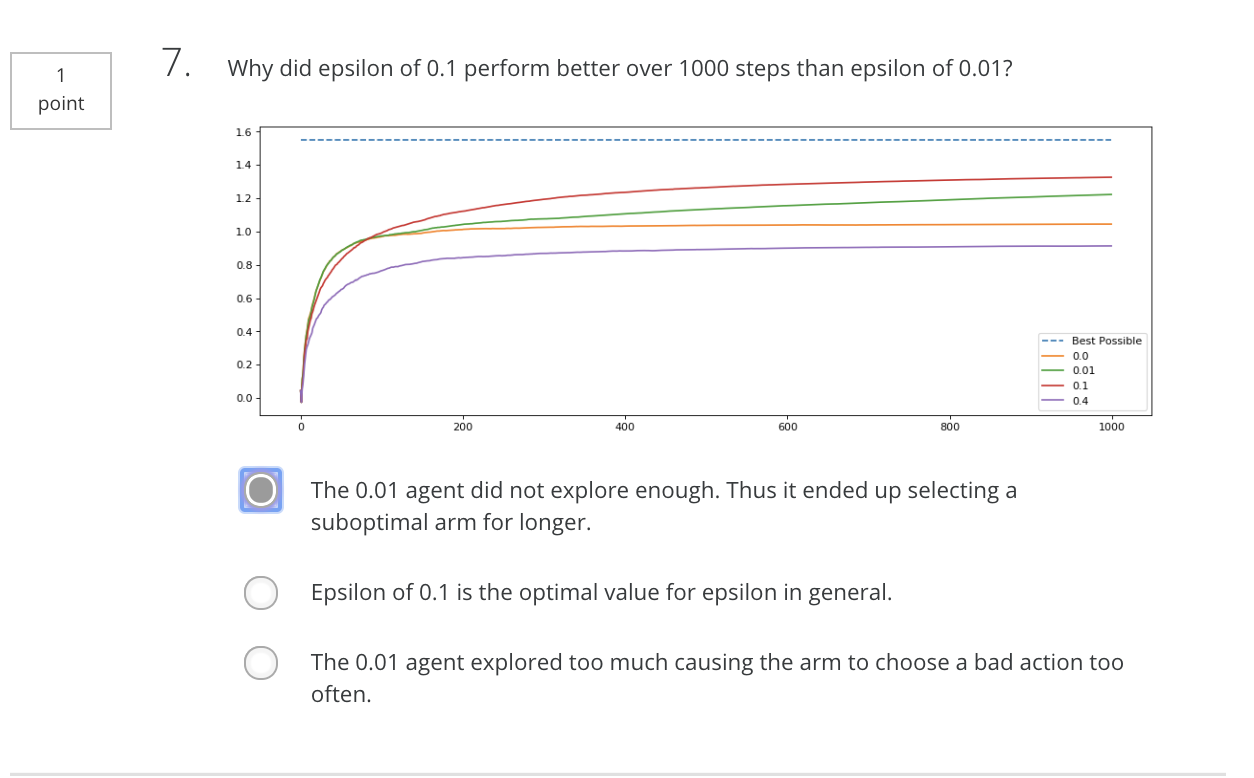 1
point
7.
Why did epsilon of 0.1 perform better over 1000 steps than epsilon of 0.01?
1.6
1.4
1.2
1.0
0.8
0.6
0.4
0.2
0.0
0 200 400 600 800 1000
Best Possible
0.0
0.01
0.1
0.4
The 0.01 agent did not explore enough. Thus it ended up selecting a
suboptimal arm for longer.
Epsilon of 0.1 is the optimal value for epsilon in general.
The 0.01 agent explored too much causing the arm to choose a bad action too
often.